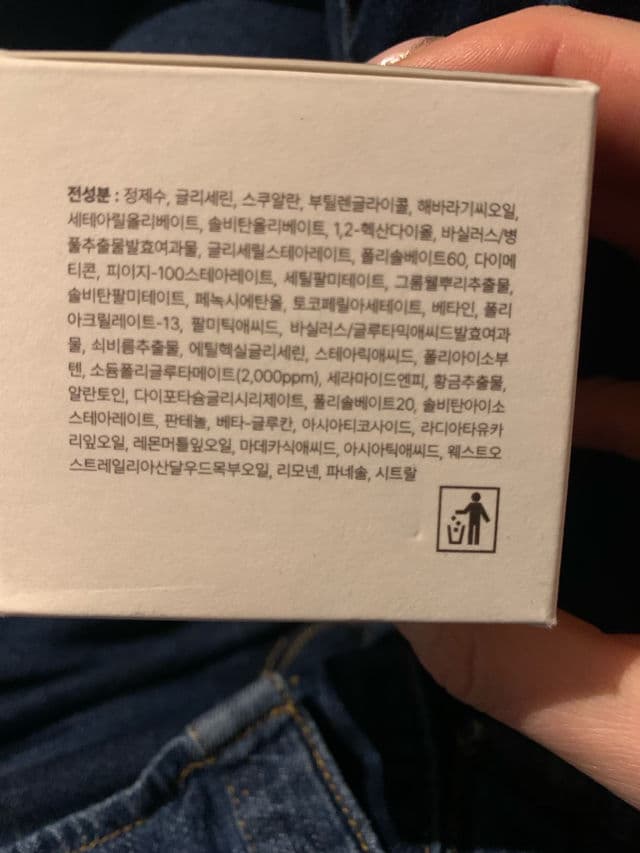 전성분 : 정제수, 글리세린, 스쿠알란, 부틸렌글라이콜, 해바라기씨오일,
세테아릴올리베이트, 솔비탄올리베이트, 1,2-헥산다이올, 바실러스/병
풀추출물발효여과물, 글리세릴스테아레이트, 폴리솔베이트60, 다이메
티콘, 피이지-100스테아레이트, 세틸팔미테이트, 그룸웰뿌리추출물,
솔비탄팔미테이트, 페녹시에탄올, 토코페릴아세테이트, 베타인, 폴리
아크릴레이트-13, 팔미틱애씨드, 바실러스/글루타믹애씨드발효여과
물, 쇠비름추출물, 에틸헥실글리세린, 스테아릭애씨드, 폴리아이소부
텐, 소듐폴리글루타메이트(2,000ppm), 세라마이드엔피, 황금추출물,
알란토인, 다이포타슘글리시리제이트, 폴리솔베이트20, 솔비탄아이소
스테아레이트, 판테놀, 베타-글루칸, 아시아티코사이드, 라디아타유카
리잎오일, 레몬머틀잎오일, 마데카식애씨드, 아시아틱애씨드, 웨스트오
스트레일리아산달우드목부오일, 리모넨, 파네솔, 시트랄